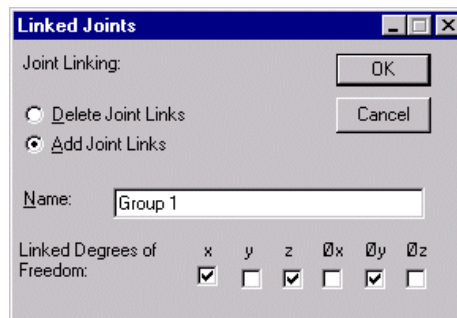 Linked Joints
Joint Linking:
OK
Delete Joint Links
Cancel
Add Joint Links
Name: Group 1
Linked Degrees of Freedom:
x y z Øx Øy Øz